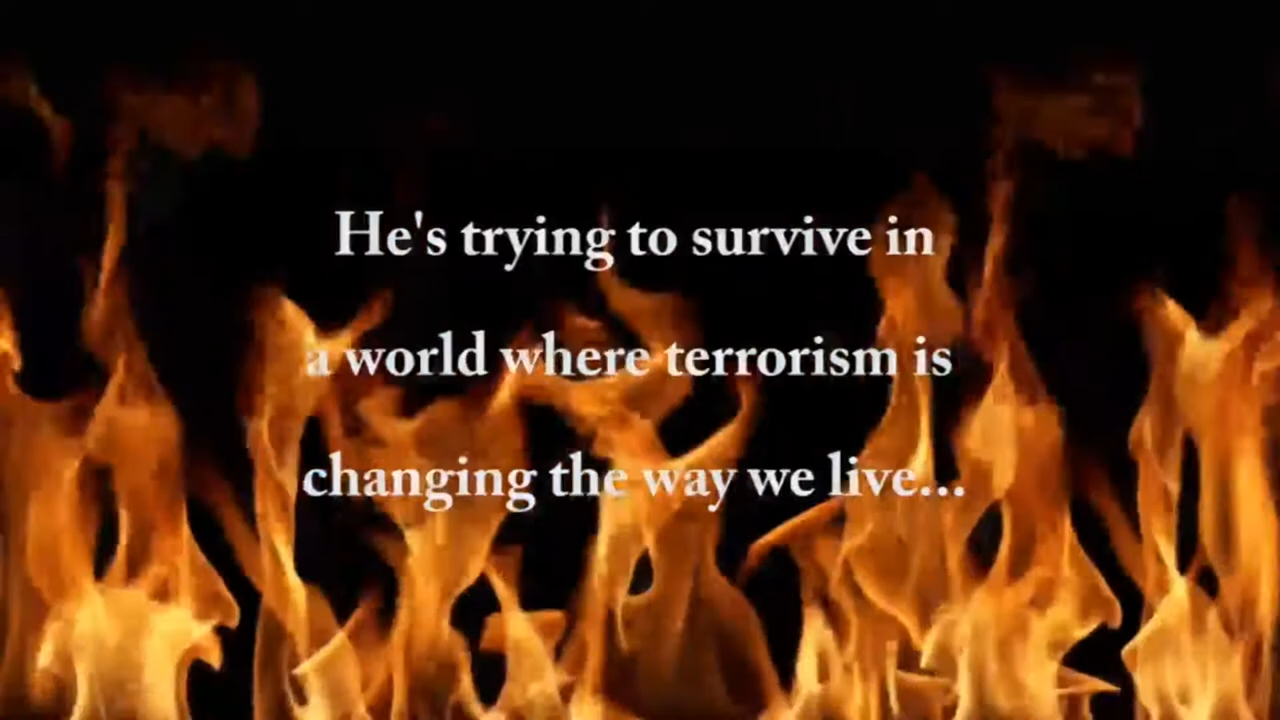 He's trying to survive in
a world where terrorism is
changing the way we live...